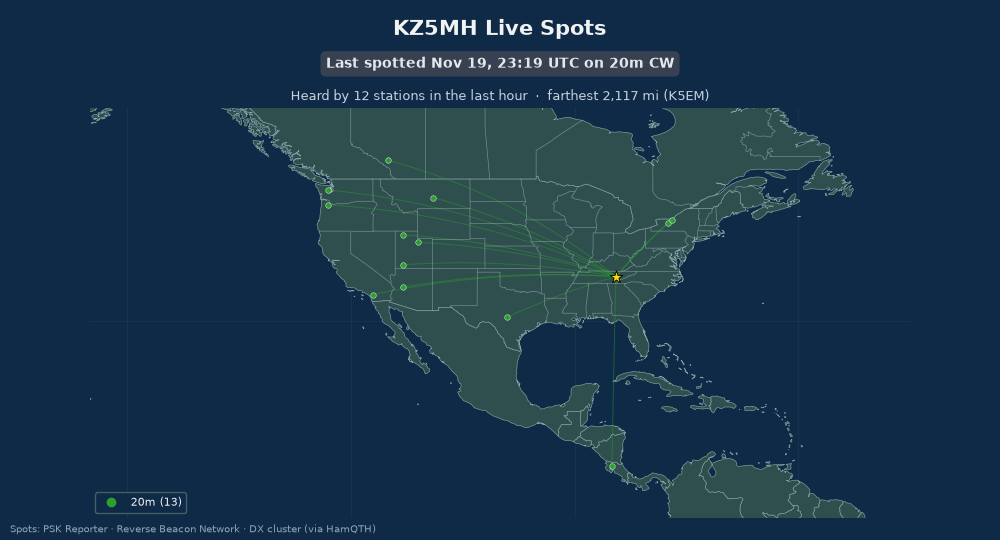 KZ5MH Live Spots
Last spotted Nov 19, 23:19 UTC on 20m CW
Heard by 12 stations in the last hour · farthest 2,117 mi (K5EM)
20m (13)
Spots: PSK Reporter · Reverse Beacon Network · DX cluster (via HamQTH)